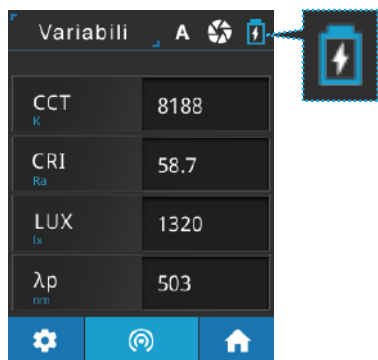 Variabili A
CCT 8188
K
CRI 58.7
Ra
LUX 1320
lx
λp 503
nm